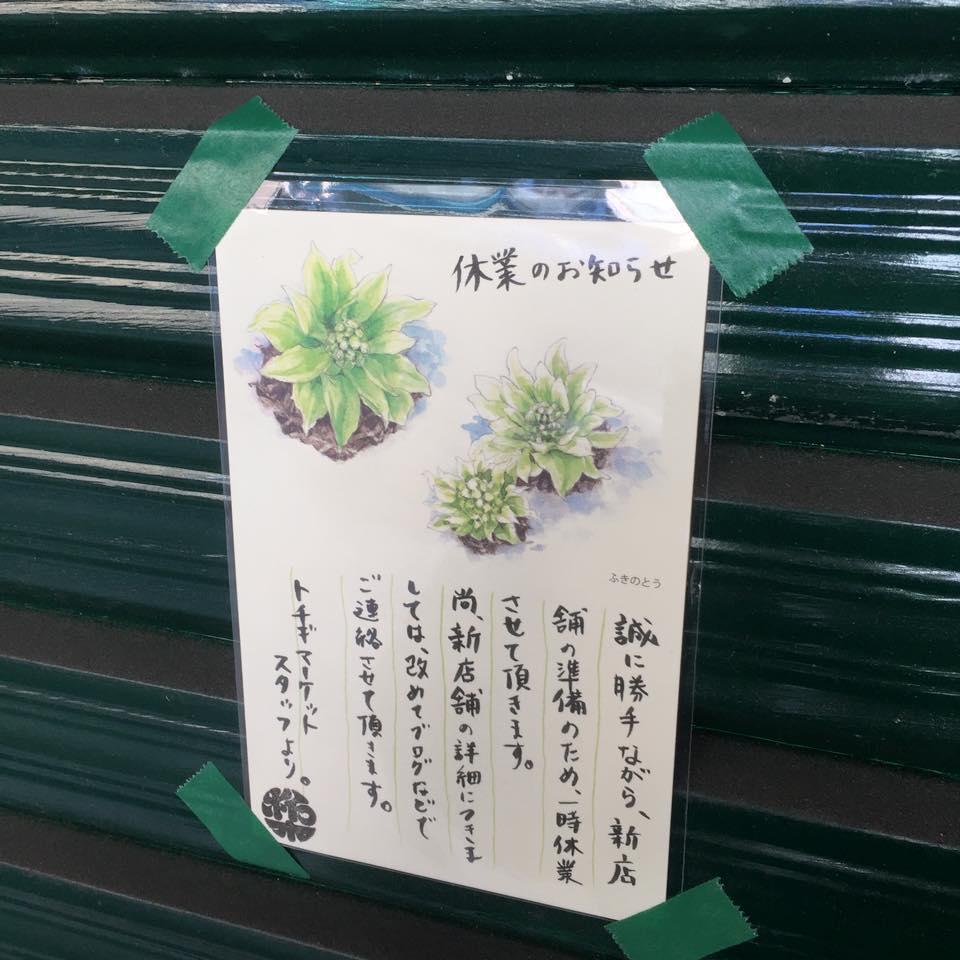 休業のお知らせ
ふきのとう
誠に勝手ながら、新店
舗の準備のため、一時休業
させて頂きます。
尚、新店舗の詳細につきま
しては、改めてブログなどで
ご連絡させて頂きます。
トチギマーケット
スタッフより。